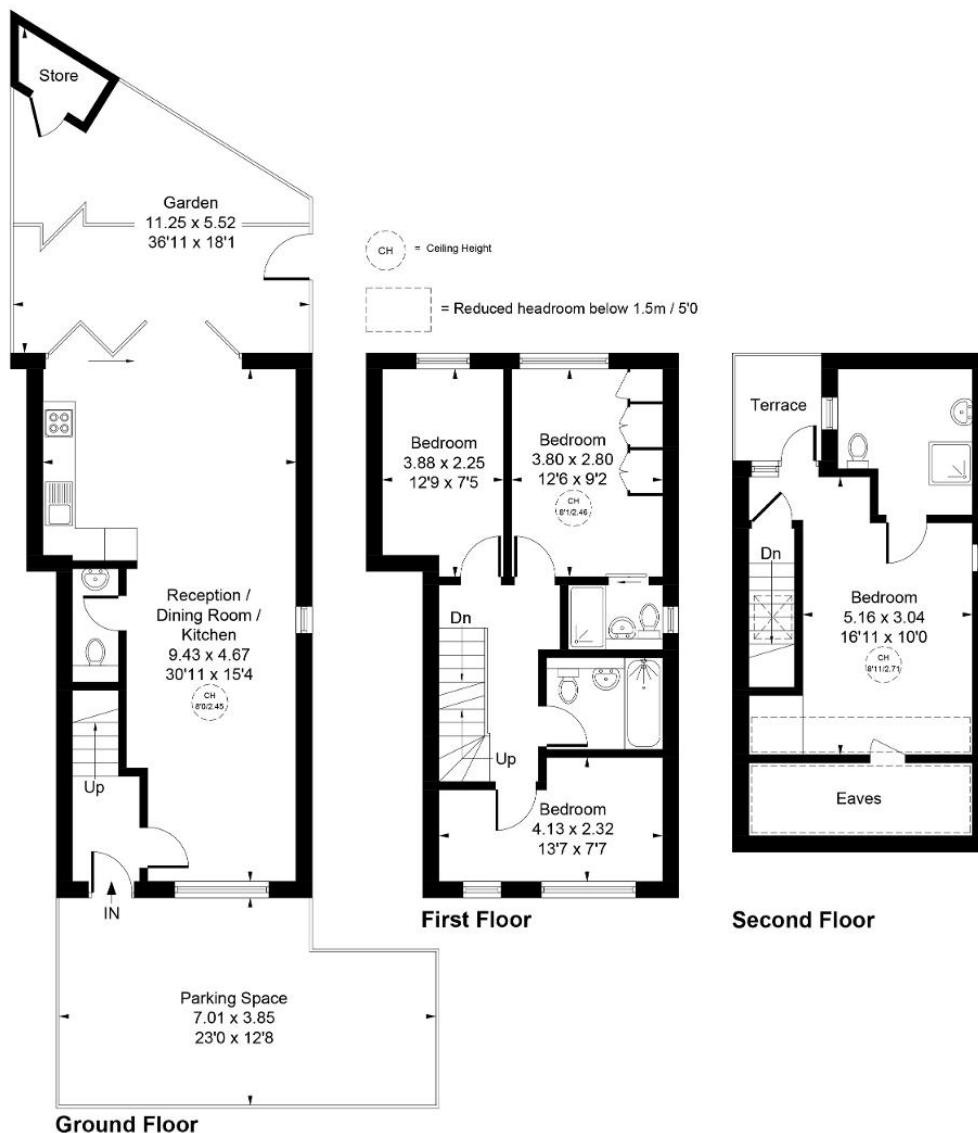 Store
Garden
11.25 x 5.52
36'11 x 18'1
CH = Ceiling Height
= Reduced headroom below 1.5m / 5'0
Reception /
Dining Room /
Kitchen
9.43 x 4.67
30'11 x 15'4
CH
8'0/2.45
Up
IN
Parking Space
7.01 x 3.85
23'0 x 12'8
Ground Floor
Bedroom
3.88 x 2.25
12'9 x 7'5
Bedroom
3.80 x 2.80
12'6 x 9'2
CH
8'1/2.46
Dn
Up
Bedroom
4.13 x 2.32
13'7 x 7'7
First Floor
Terrace
Dn
Bedroom
5.16 x 3.04
16'11 x 10'0
CH
8'11/2.71
Eaves
Second Floor